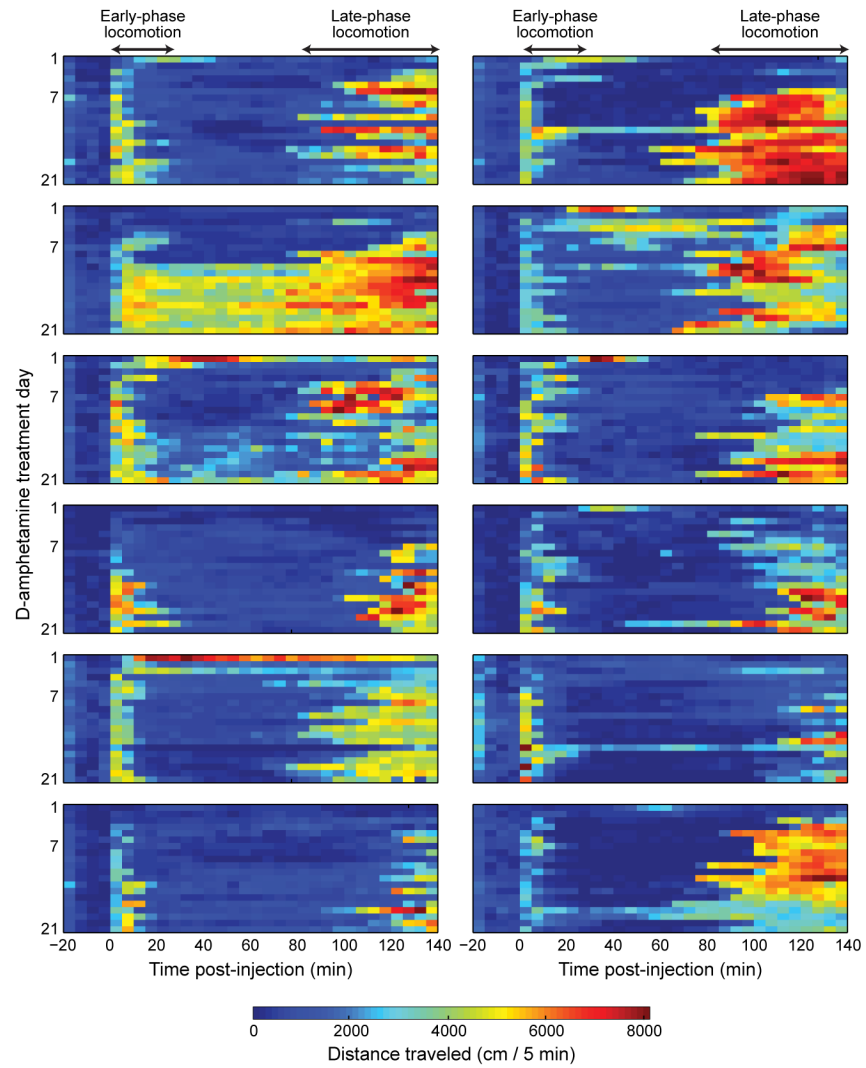 Early-phase
locomotion
Late-phase
locomotion
Early-phase
locomotion
Late-phase
locomotion
1
7
21
1
7
21
1
7
21
1
7
21
1
7
21
1
7
21
D-amphetamine treatment day
−20 0 20 40 60 80 100 120 140
−20 0 20 40 60 80 100 120 140
Time post-injection (min)
Time post-injection (min)
0 2000 4000 6000 8000
Distance traveled (cm / 5 min)